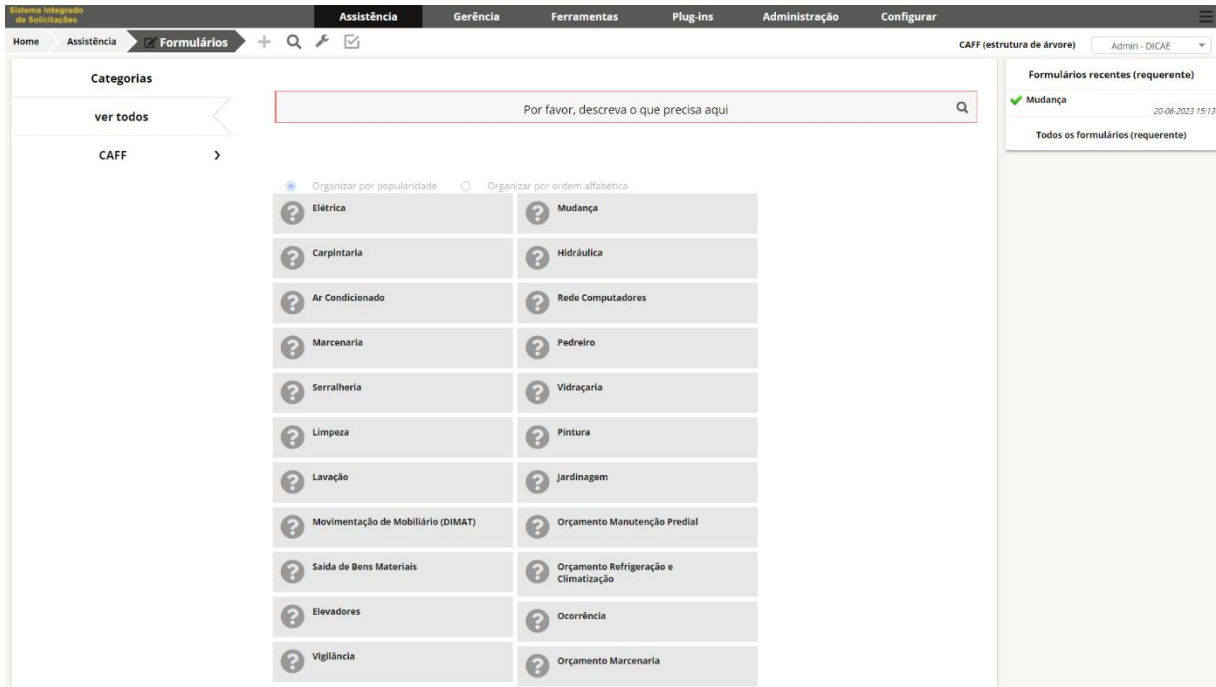 Sistema Integrado
de Solicitações
Assistência Gerência Ferramentas Plug-ins Administração Configurar
Home Assistência Formulários CAFF (estrutura de árvore) Admin - DICAE
Categorias
ver todos
CAFF
Por favor, descreva o que precisa aqui
Organizar por popularidade Organizar por ordem alfabética
Elétrica Mudança
Carpintaria Hidráulica
Ar Condicionado Rede Computadores
Marcenaria Pedreiro
Serralheria Vidraçaria
Limpeza Pintura
Lavação Jardinagem
Movimentação de Mobiliário (DIMAT) Orçamento Manutenção Predial
Saída de Bens Materiais Orçamento Refrigeração e
Climatização
Elevadores Ocorrência
Vigilância Orçamento Marcenaria
Formulários recentes (requerente)
Mudança
20-06-2023 15:13
Todos os formulários (requerente)